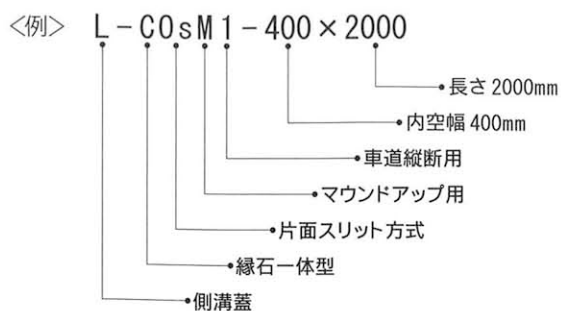 <例> L-COsM1-400×2000
長さ2000mm
内空幅400mm
車道縦断用
マウンドアップ用
片面スリット方式
縁石一体型
側溝蓋